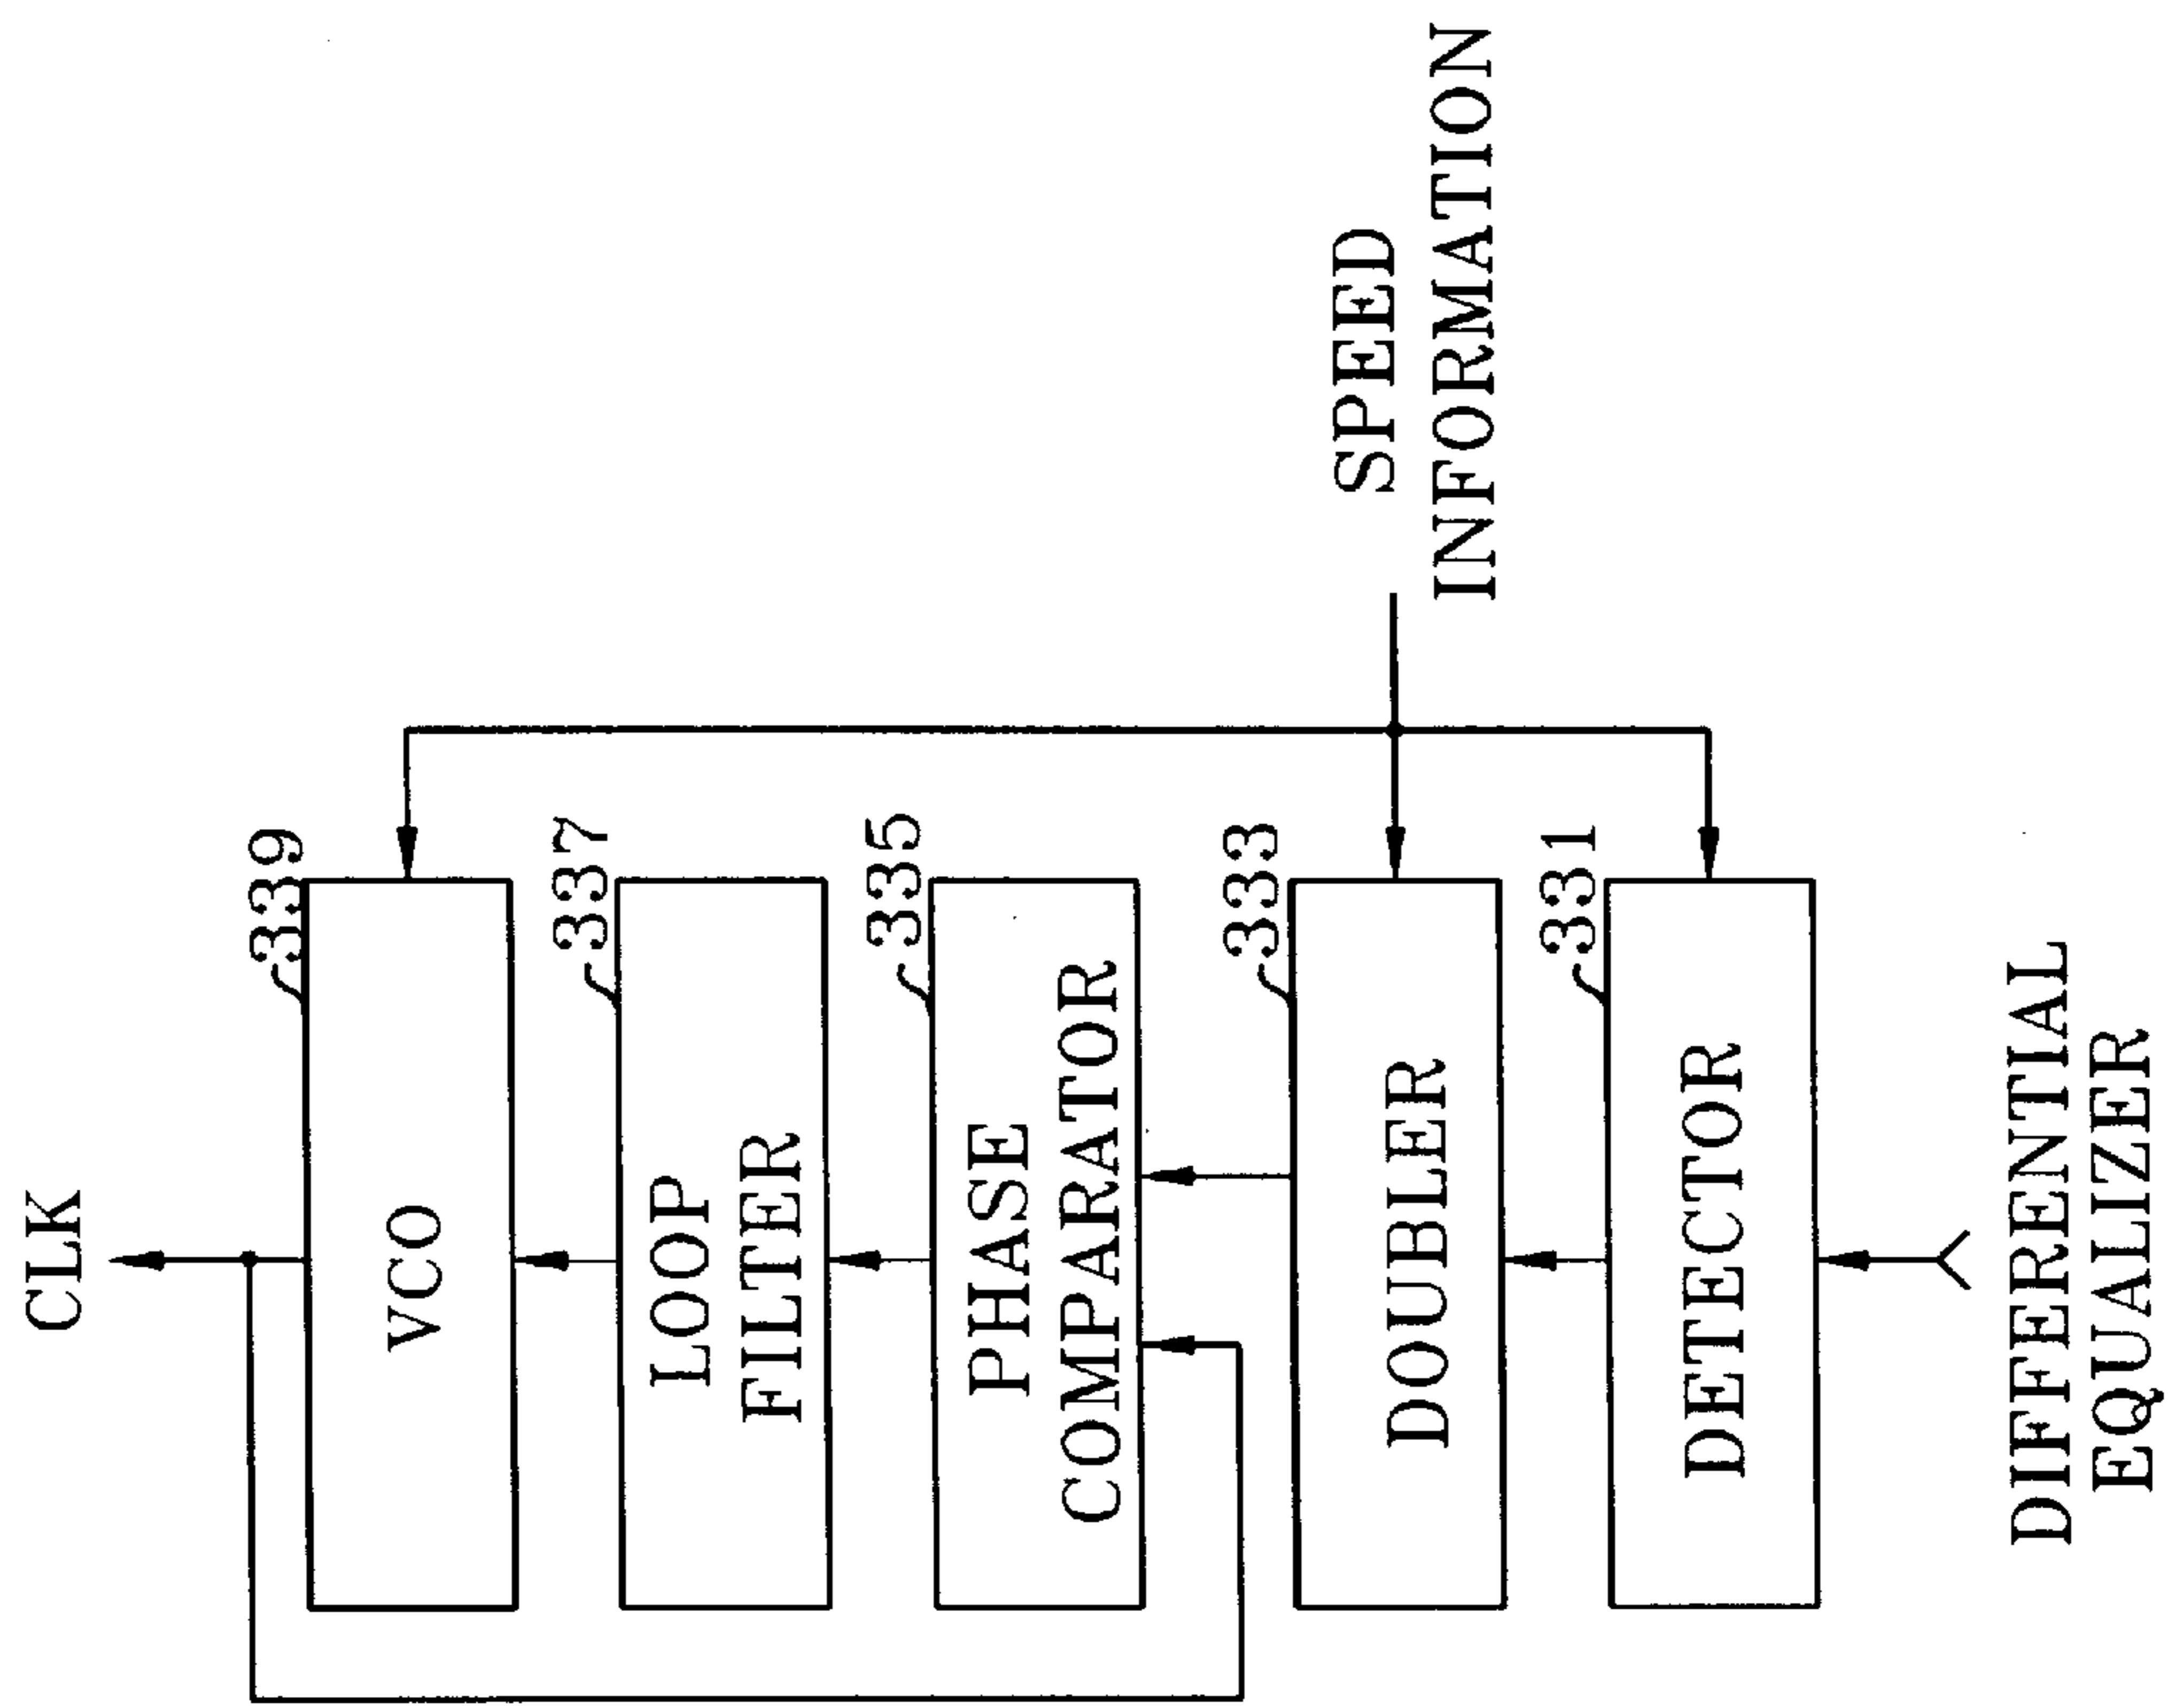 SPEED
INFORMATION
331
333
335
337
339
DIFFERENTIAL
EQUALIZER
DETECTOR
DOUBLER
PHASE
COMPARATOR
LOOP
FILTER
VCO
CLK